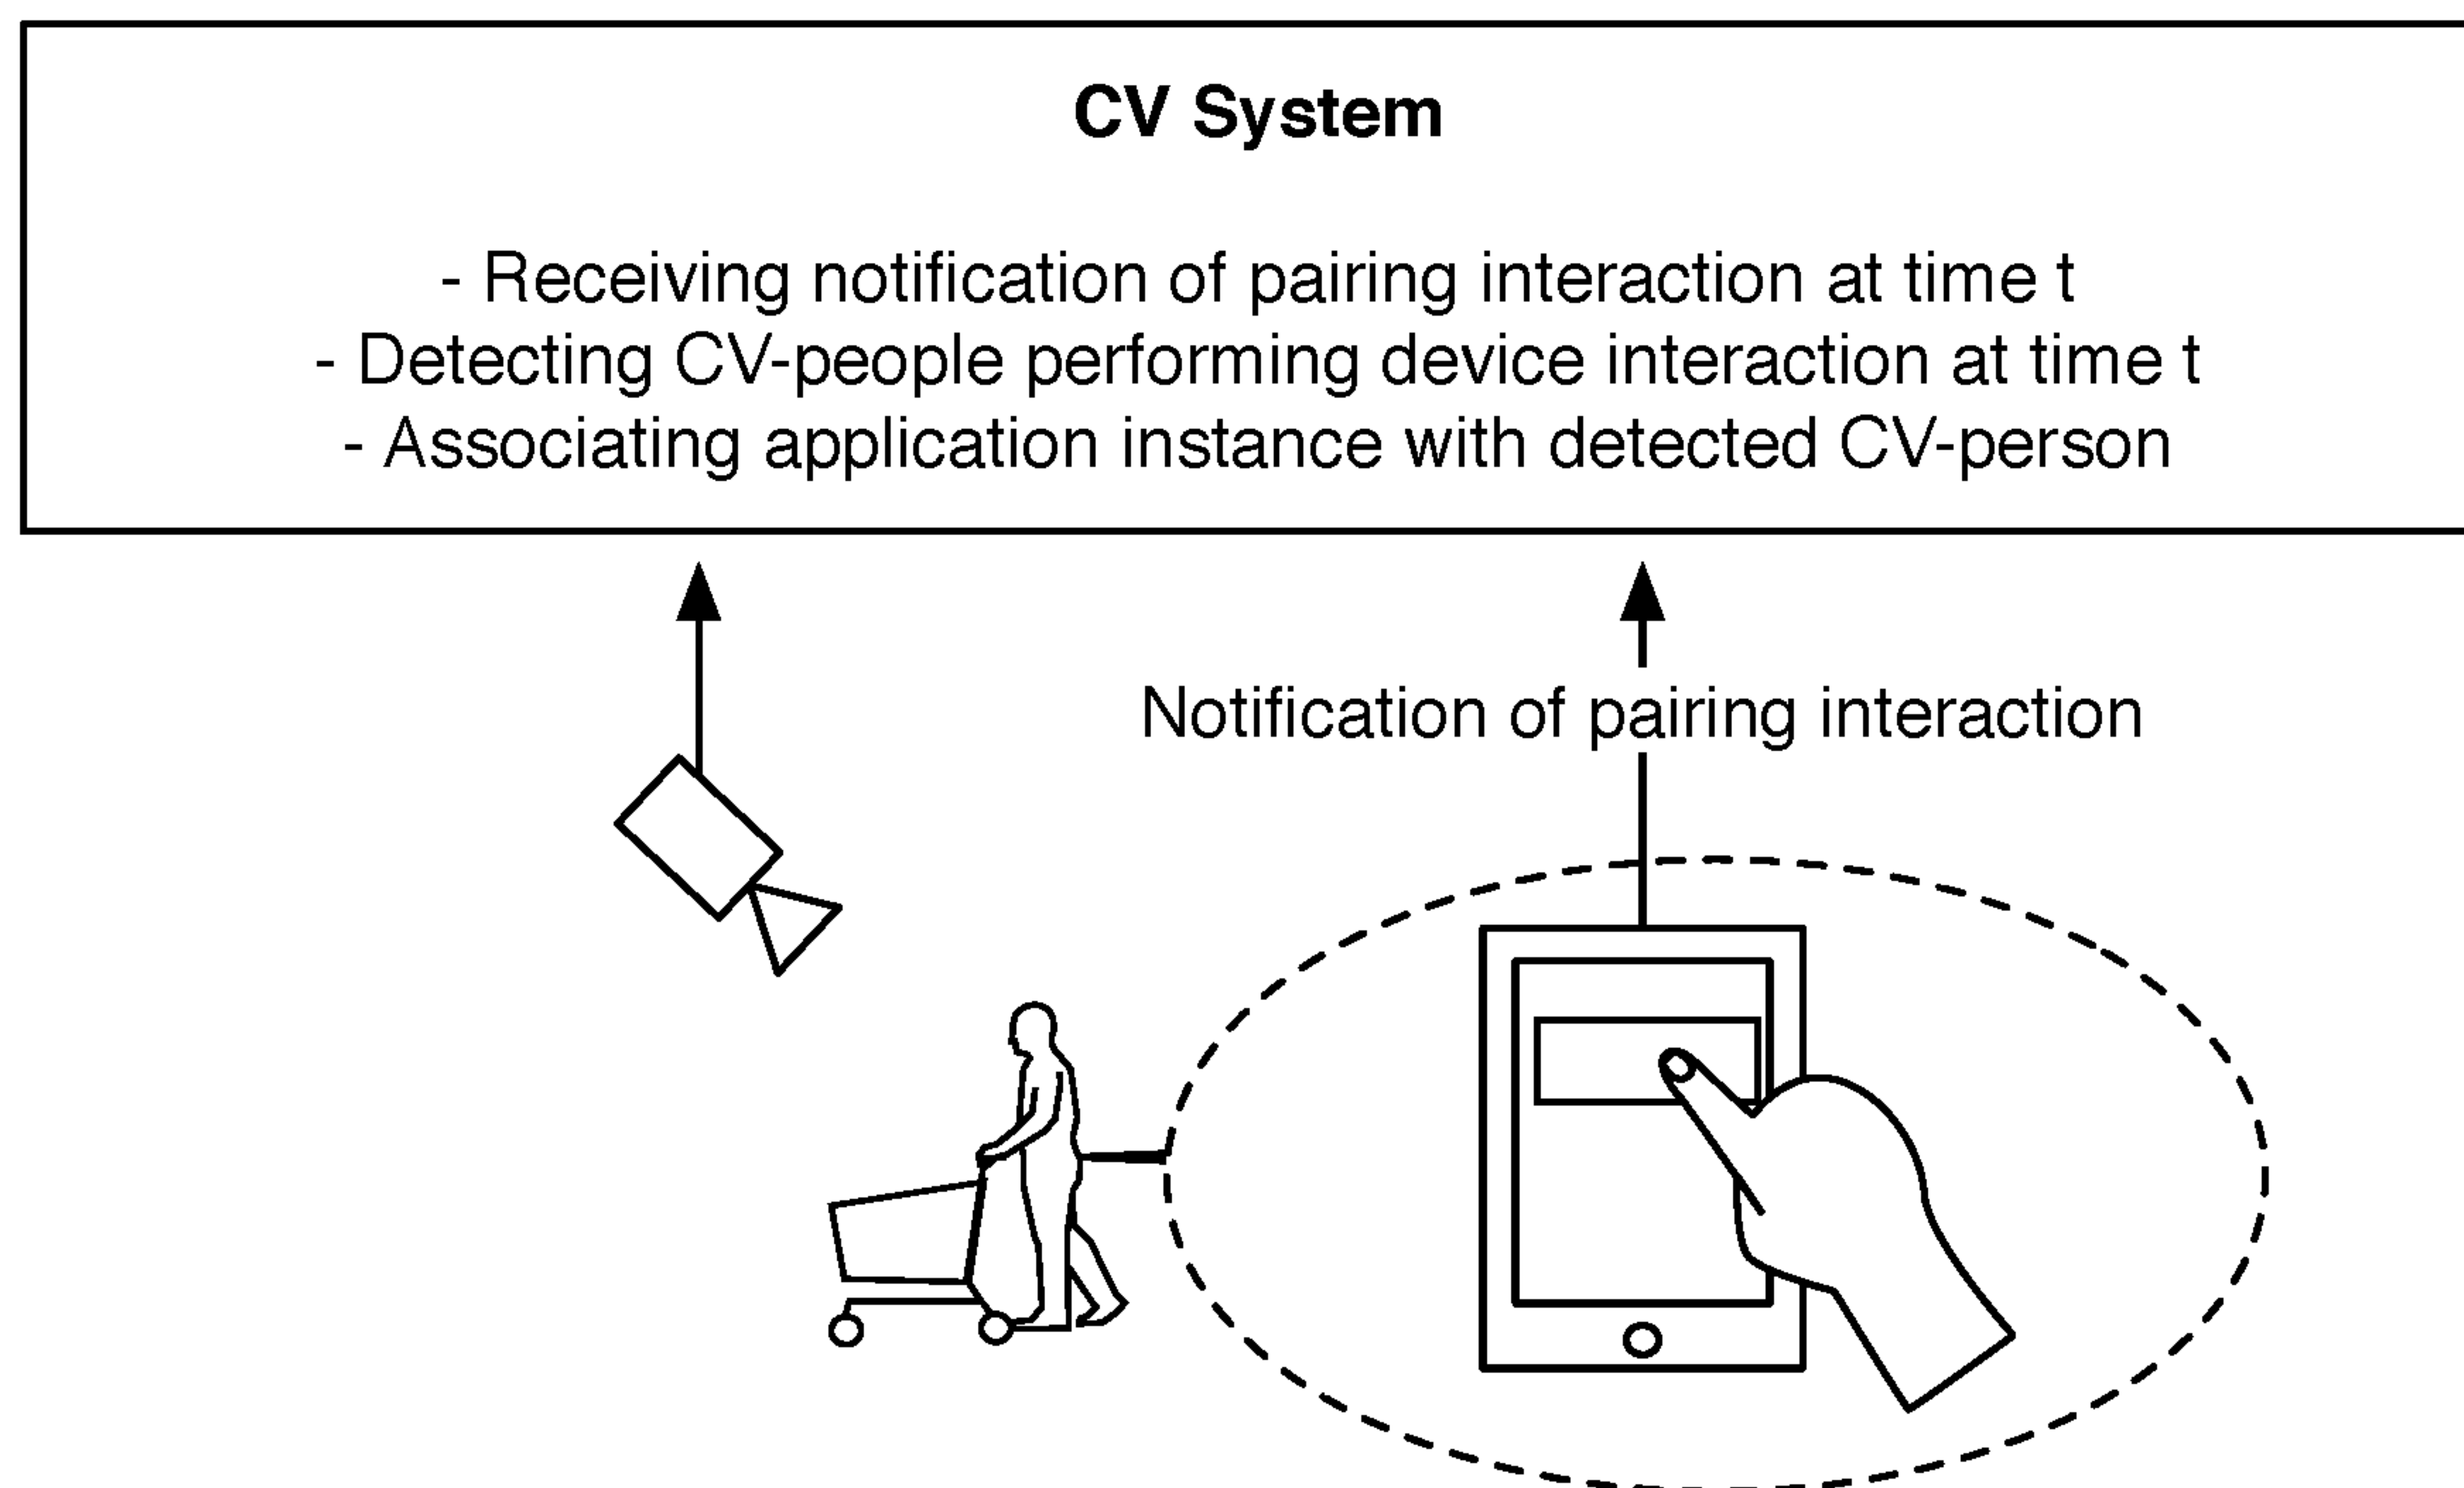 CV System
- Receiving notification of pairing interaction at time t
- Detecting CV-people performing device interaction at time t
- Associating application instance with detected CV-person
Notification of pairing interaction